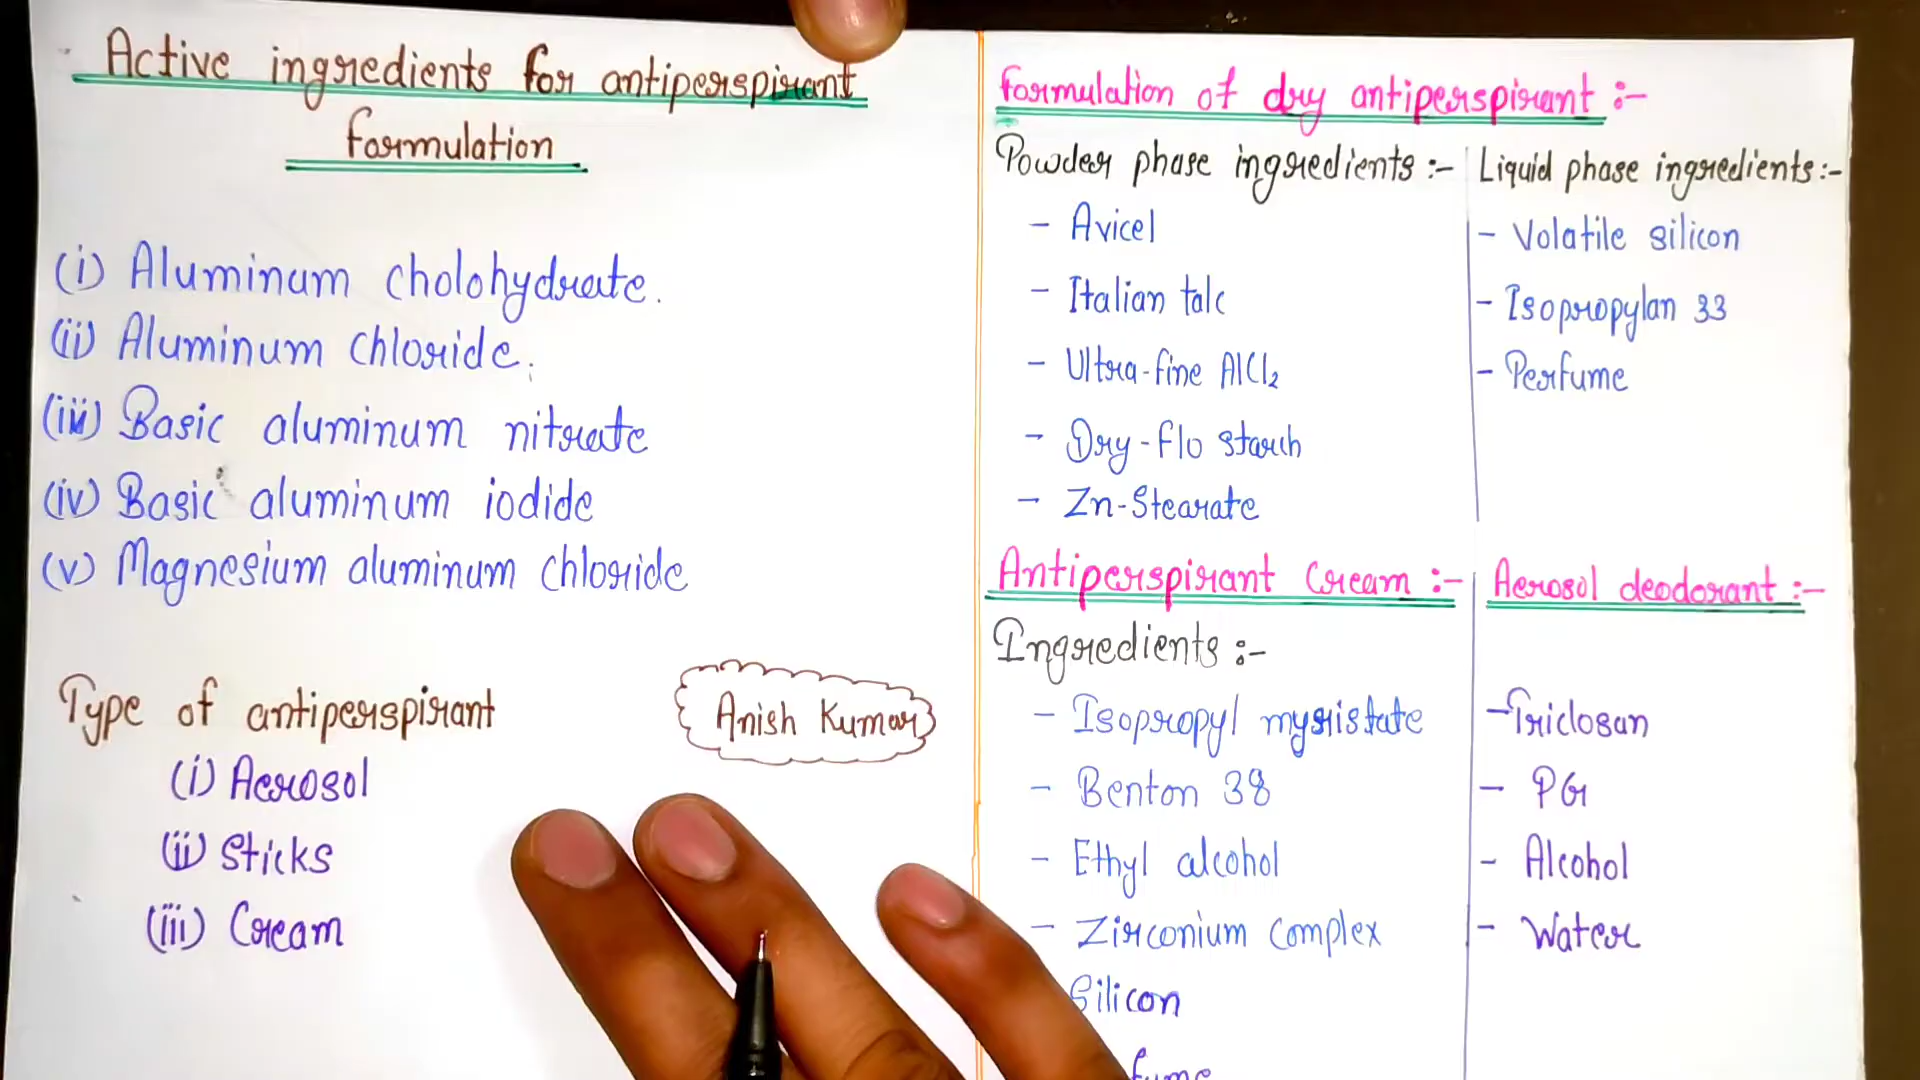 Active ingredients for antiperspirant
formulation
(i) Aluminum cholohydrate.
(ii) Aluminum chloride.
(iii) Basic aluminum nitrate
(iv) Basic aluminum iodide
(v) Magnesium aluminum chloride
Type of antiperspirant
(i) Aerosol
(ii) Sticks
(iii) Cream
Anish Kumar
Formulation of dry antiperspirant :-
Powder phase ingredients :-
- Avicel
- Italian talc
- Ultra-fine AlCl₂
- Dry-Flo starch
- Zn-Stearate
Liquid phase ingredients :-
- Volatile silicon
- Isopropylan 33
- Perfume
Antiperspirant Cream :-
Ingredients :-
- Isopropyl myristate
- Benton 38
- Ethyl alcohol
- Zirconium complex
Silicon
Aerosol deodorant :-
- Triclosan
- PG
- Alcohol
- Water